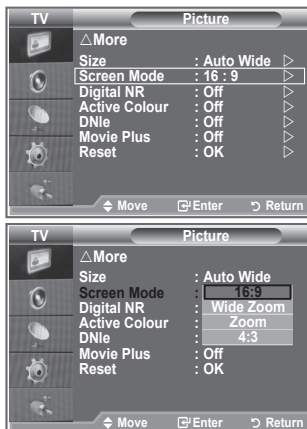 TV Picture
△More
Size : Auto Wide ▷
Screen Mode : 16 : 9 ▷
Digital NR : Off ▷
Active Colour : Off ▷
DNIe : Off ▷
Movie Plus : Off ▷
Reset : OK ▷
Move Enter Return
TV Picture
△More
Size : Auto Wide
Screen Mode : 16:9
Digital NR : Wide Zoom
Active Colour : Zoom
DNIe : 4:3
Movie Plus : Off
Reset : OK
Move Enter Return